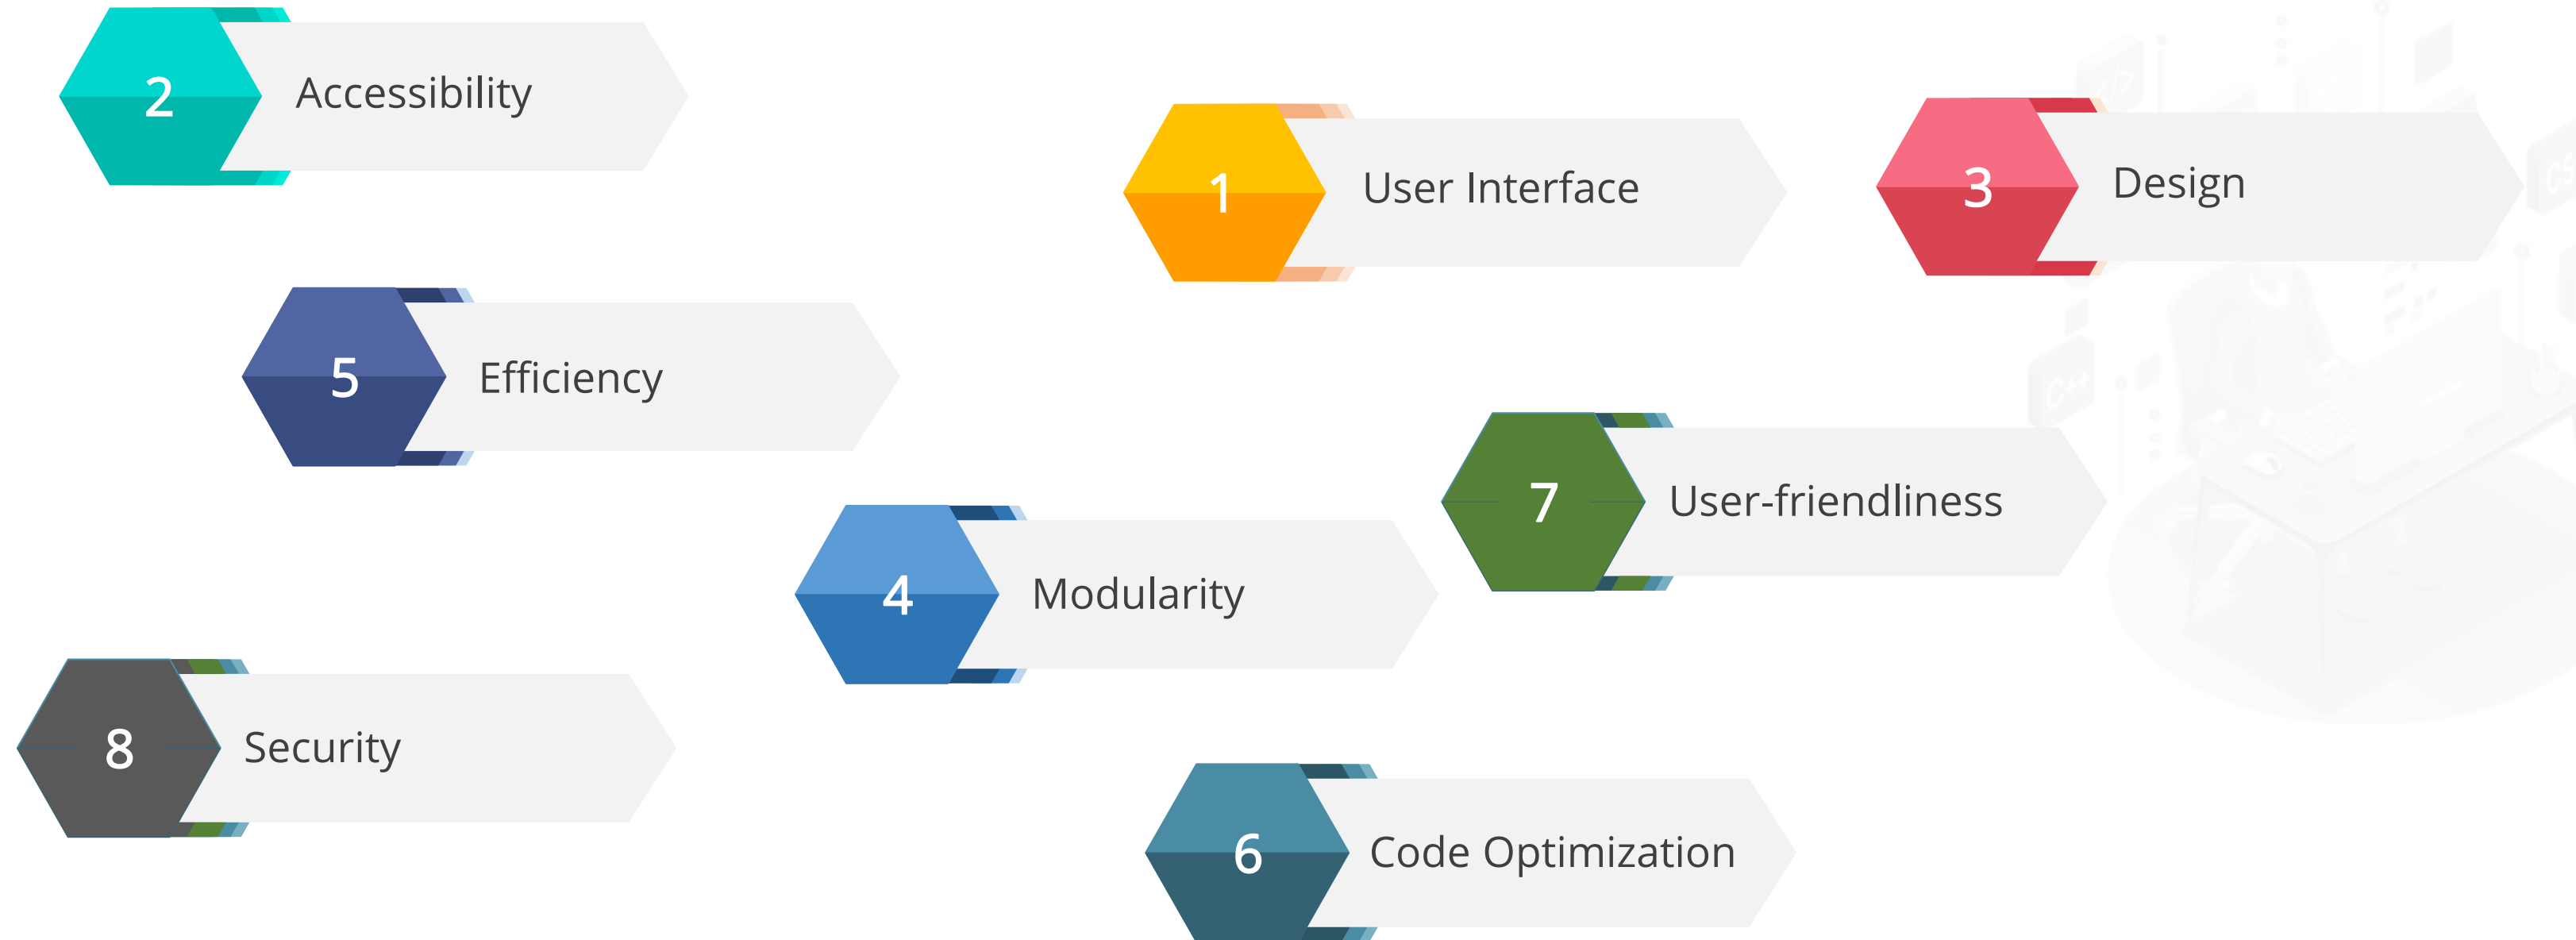 2 Accessibility
1 User Interface
3 Design
5 Efficiency
7 User-friendliness
4 Modularity
8 Security
6 Code Optimization
C++